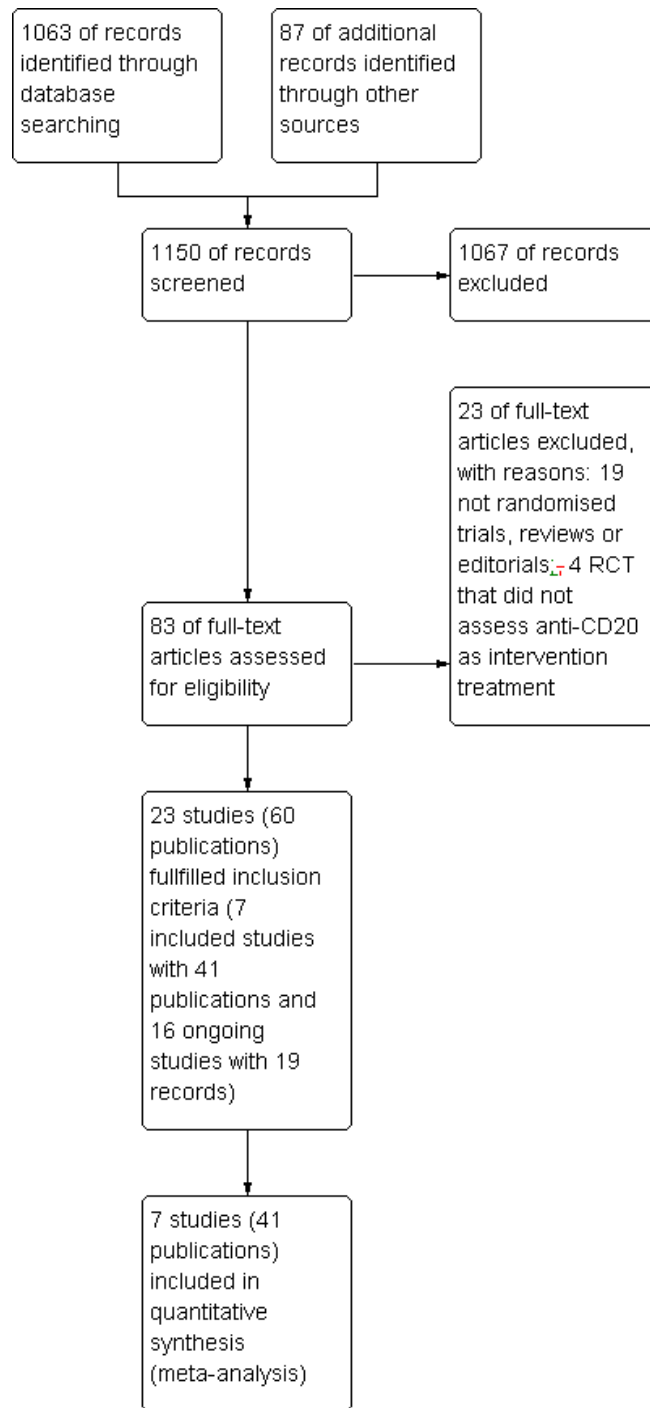 1063 of records
identified through
database
searching
87 of additional
records identified
through other
sources
1150 of records
screened
1067 of records
excluded
23 of full-text
articles excluded,
with reasons: 19
not randomised
trials, reviews or
editorials;- 4 RCT
that did not
assess anti-CD20
as intervention
treatment
83 of full-text
articles assessed
for eligibility
23 studies (60
publications)
fullfilled inclusion
criteria (7
included studies
with 41
publications and
16 ongoing
studies with 19
records)
7 studies (41
publications)
included in
quantitative
synthesis
(meta-analysis)